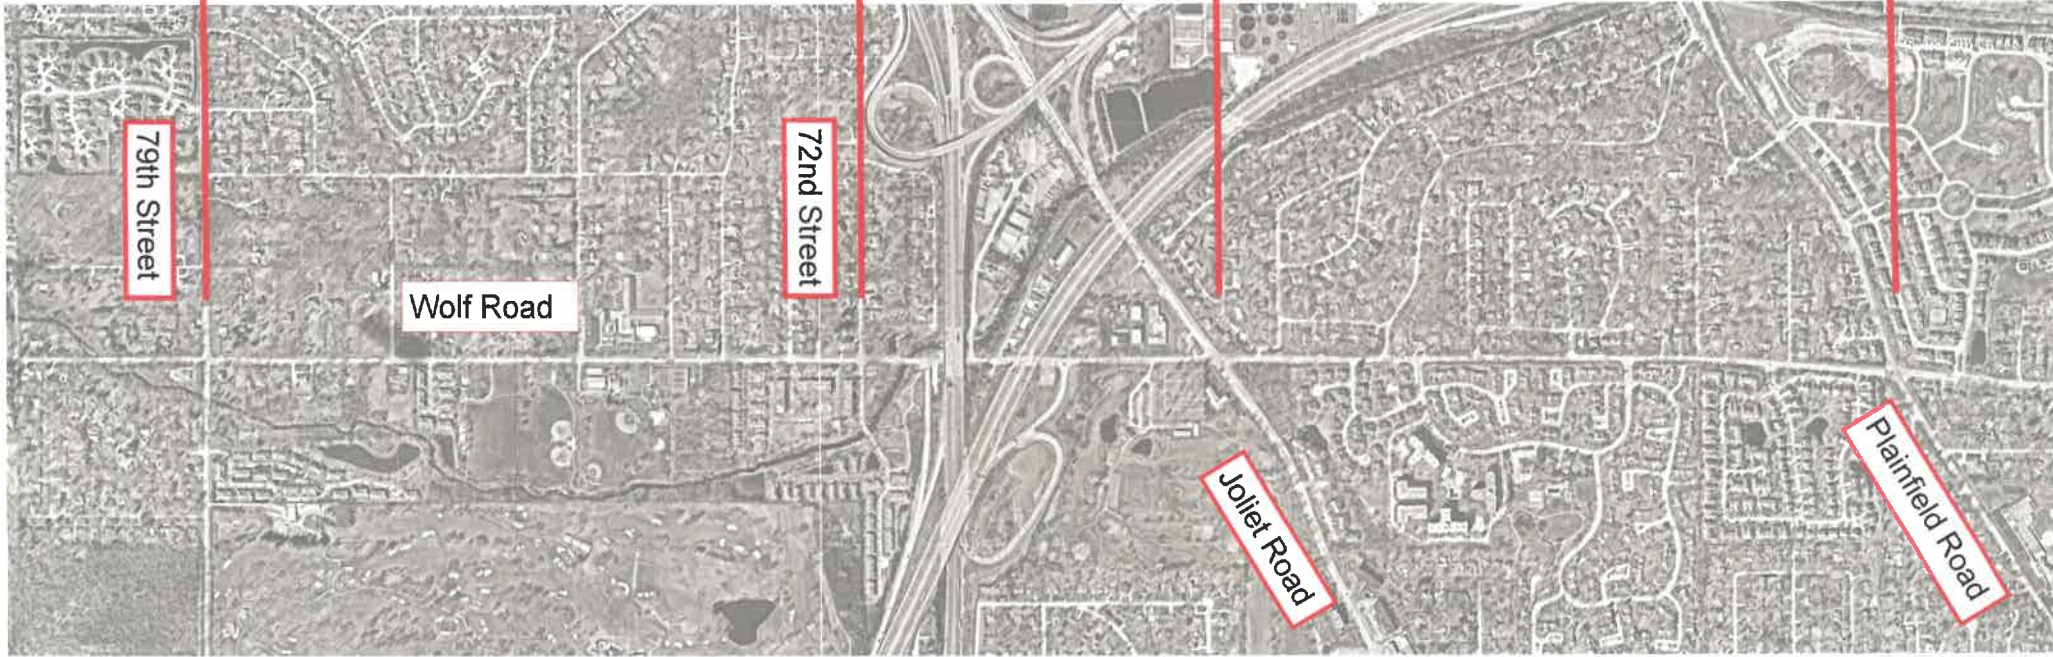 79th Street
Wolf Road
72nd Street
Joliet Road
Plainfield Road